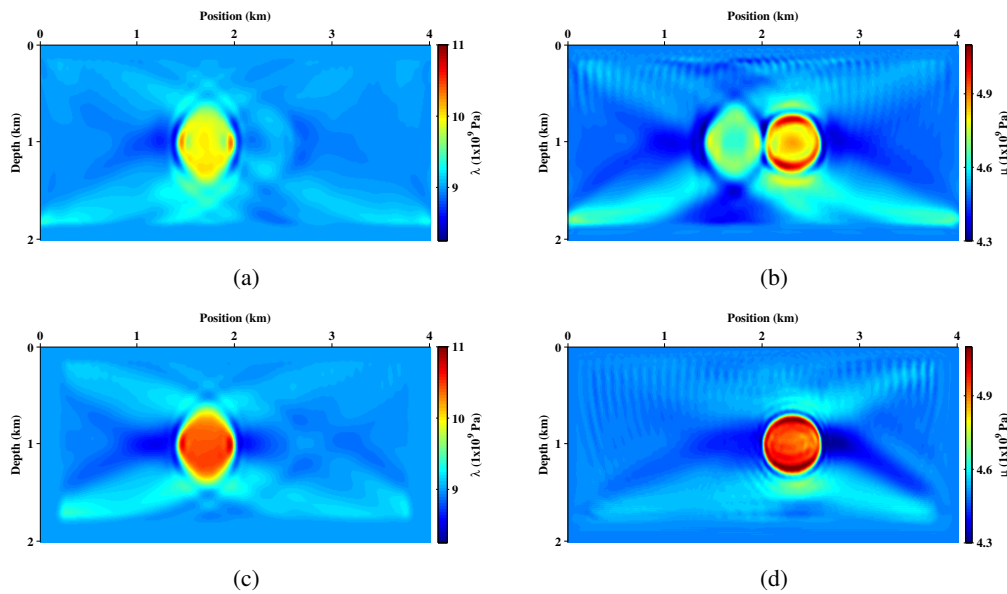 Position (km)
0 1 2 3 4
0
1
2
Depth (km)
11
10
9
λ (1x10⁹ Pa)
(a)
Position (km)
0 1 2 3 4
0
1
2
Depth (km)
4.9
4.6
4.3
μ (1x10⁹ Pa)
(b)
Position (km)
0 1 2 3 4
0
1
2
Depth (km)
11
10
9
λ (1x10⁹ Pa)
(c)
Position (km)
0 1 2 3 4
0
1
2
Depth (km)
4.9
4.6
4.3
μ (1x10⁹ Pa)
(d)